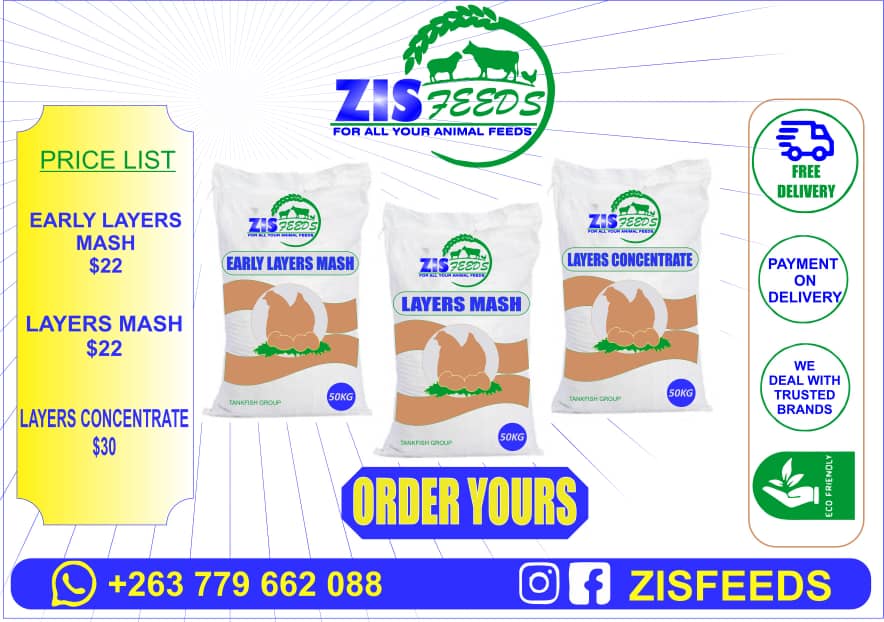 ZIS FEEDS
FOR ALL YOUR ANIMAL FEEDS
PRICE LIST
EARLY LAYERS
MASH
$22
LAYERS MASH
$22
LAYERS CONCENTRATE
$30
ZIS FEEDS
FOR ALL YOUR ANIMAL FEEDS
EARLY LAYERS MASH
TANKFISH GROUP
50KG
ZIS FEEDS
FOR ALL YOUR ANIMAL FEEDS
LAYERS MASH
TANKFISH GROUP
50KG
ZIS FEEDS
FOR ALL YOUR ANIMAL FEEDS
LAYERS CONCENTRATE
TANKFISH GROUP
50KG
FREE
DELIVERY
PAYMENT
ON
DELIVERY
WE
DEAL WITH
TRUSTED
BRANDS
ECO FRIENDLY
ORDER YOURS
+263 779 662 088
ZISFEEDS